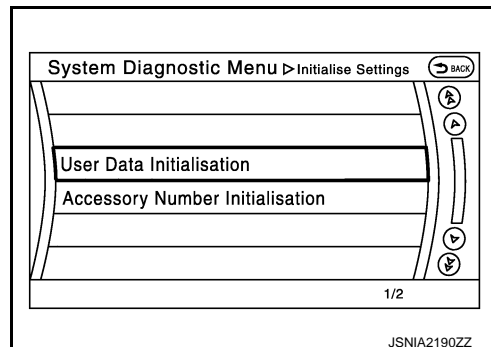 System Diagnostic Menu ▷ Initialise Settings BACK
User Data Initialisation
Accessory Number Initialisation
1/2
JSNIA2190ZZ